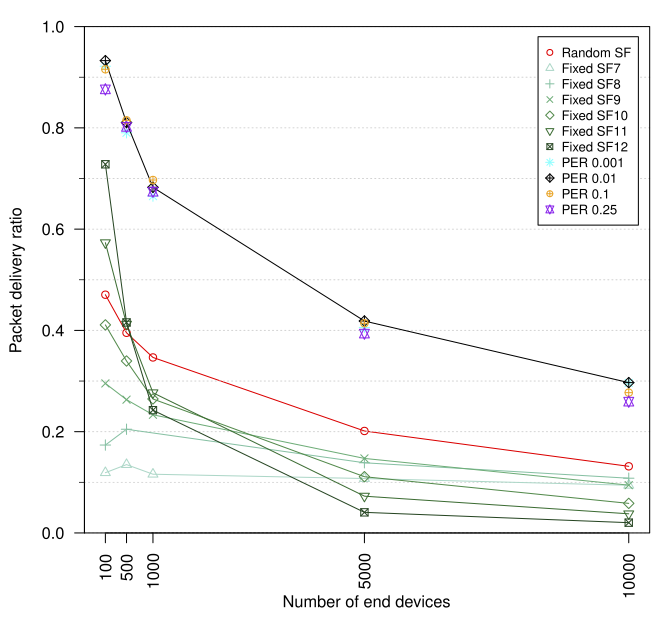 1.0
0.8
0.6
0.4
0.2
0.0
Packet delivery ratio
Random SF
Fixed SF7
Fixed SF8
Fixed SF9
Fixed SF10
Fixed SF11
Fixed SF12
PER 0.001
PER 0.01
PER 0.1
PER 0.25
100
500
1000
5000
10000
Number of end devices